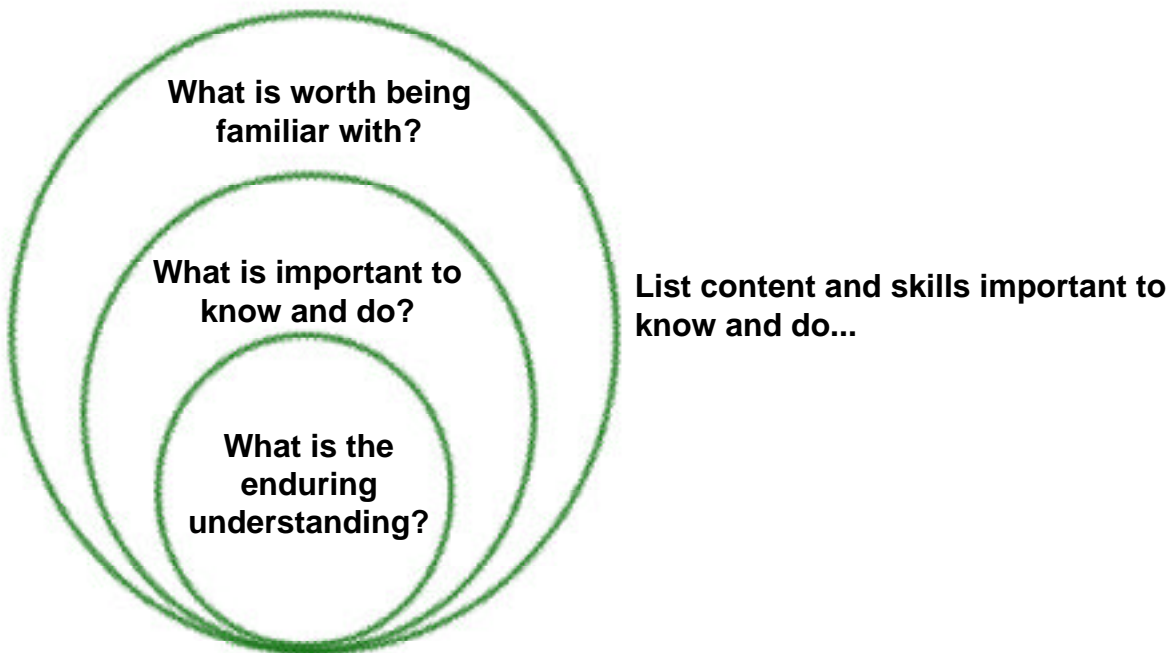 What is worth being
familiar with?
What is important to
know and do?
List content and skills important to
know and do...
What is the
enduring
understanding?